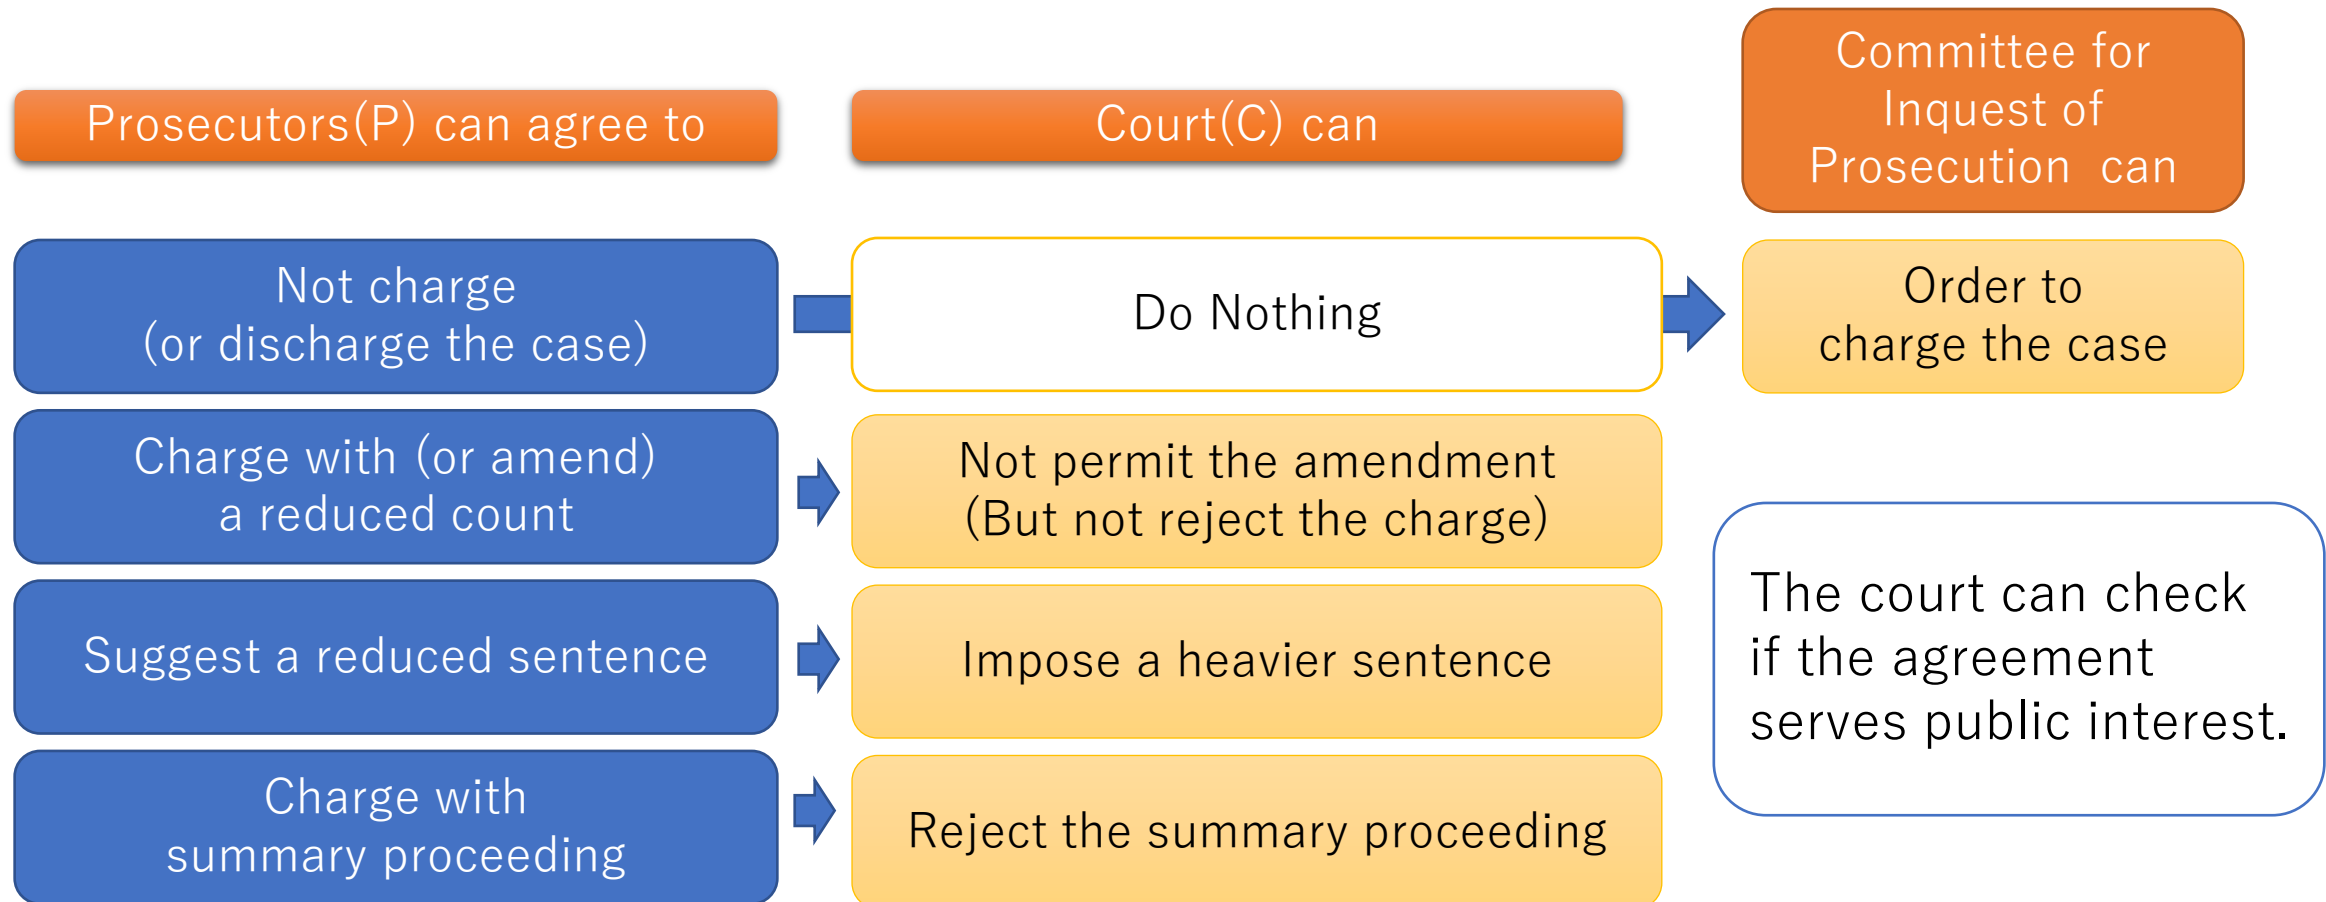 Prosecutors(P) can agree to
Court(C) can
Committee for
Inquest of
Prosecution can
Not charge
(or discharge the case)
Do Nothing
Order to
charge the case
Charge with (or amend)
a reduced count
Not permit the amendment
(But not reject the charge)
Suggest a reduced sentence
Impose a heavier sentence
Charge with
summary proceeding
Reject the summary proceeding
The court can check
if the agreement
serves public interest.